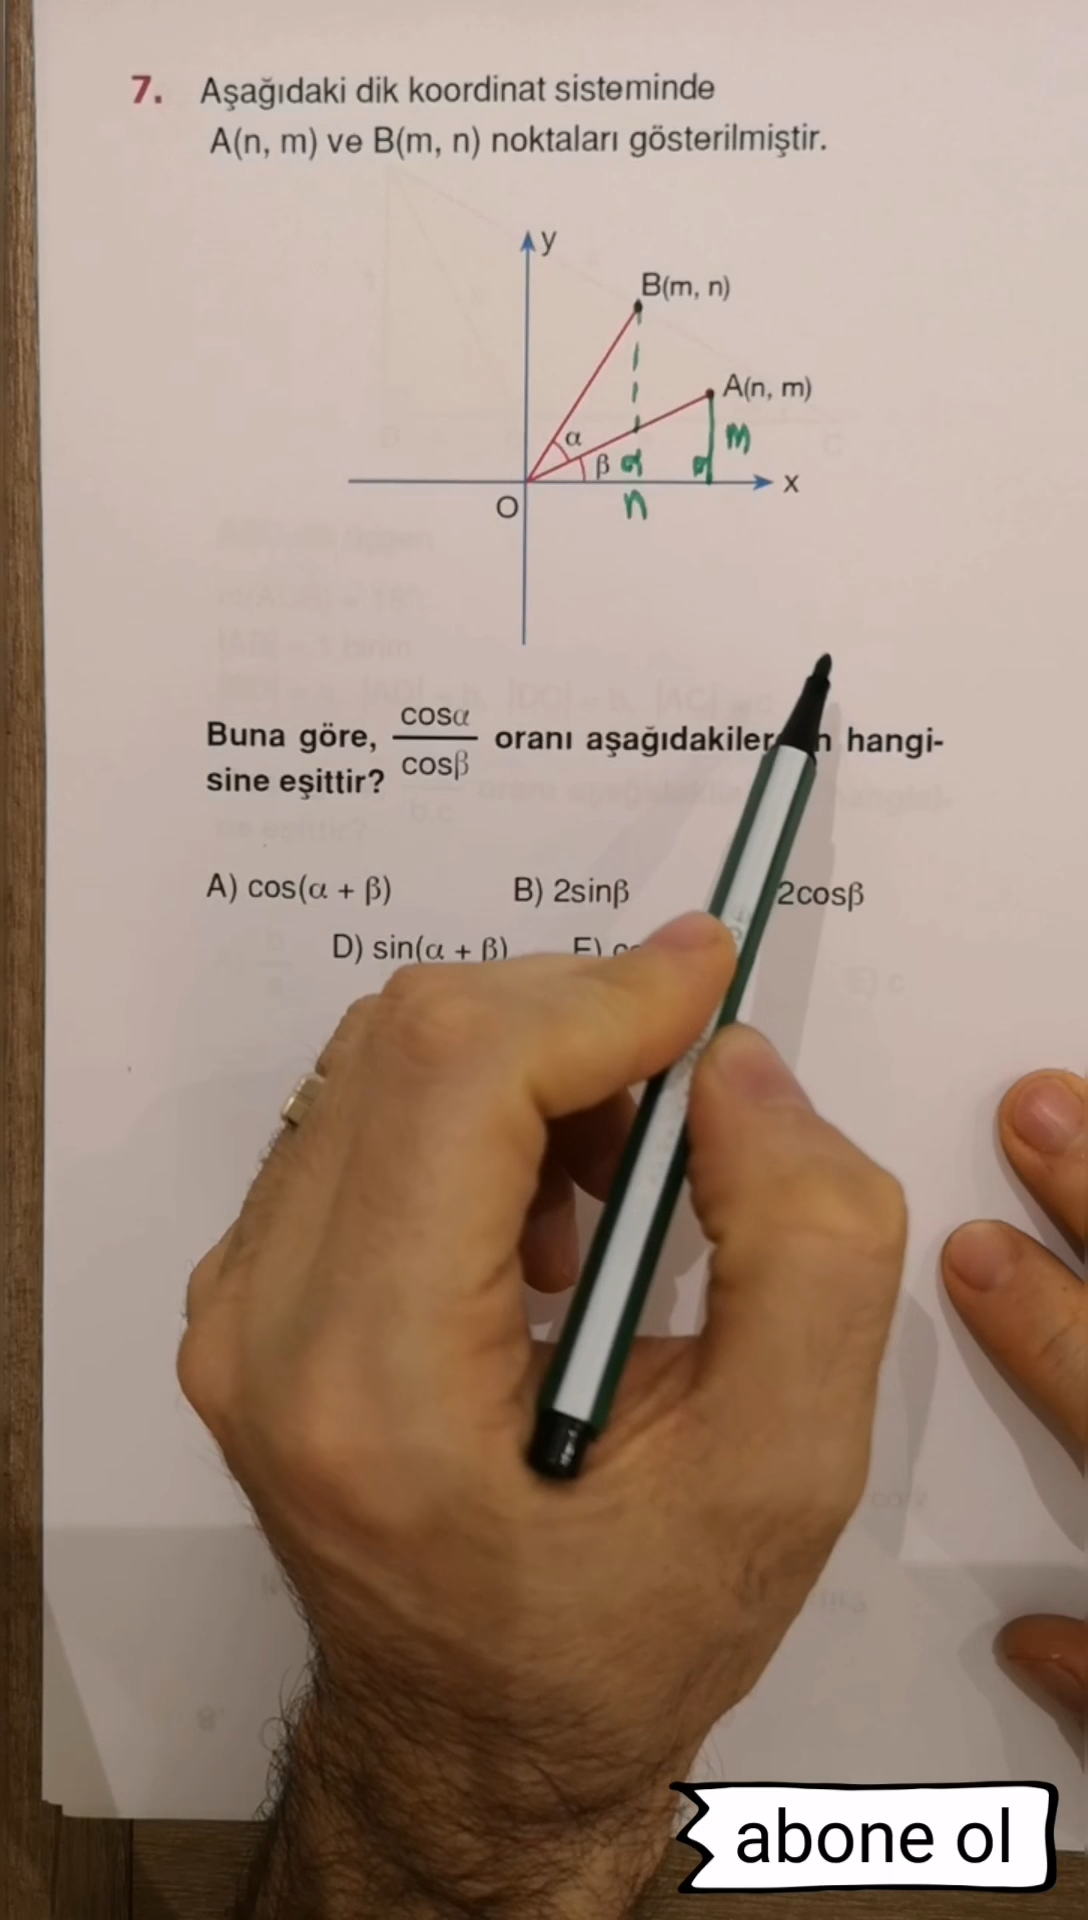 7. Aşağıdaki dik koordinat sisteminde
A(n, m) ve B(m, n) noktaları gösterilmiştir.
y
B(m, n)
A(n, m)
α
m
β
x
O
n
Buna göre, cosα/cosβ oranı hangi-
sine eşittir?
A) cos(α + β) B) 2sinβ 2cosβ
D) sin(α + β) E)
abone ol